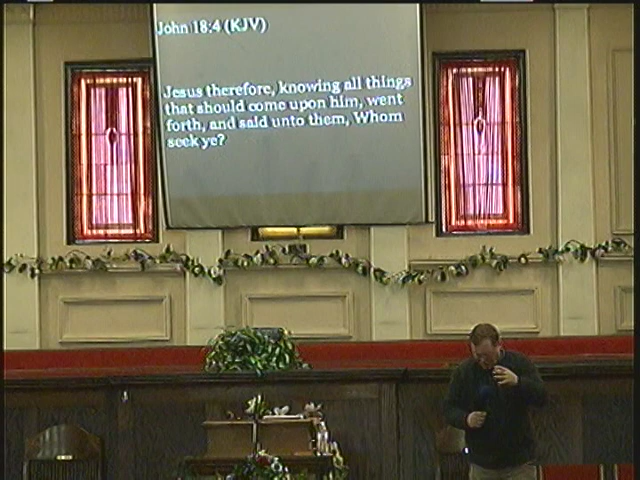 John 18:4 (KJV)
Jesus therefore, knowing all things
that should come upon him, went
forth, and said unto them, Whom
seek ye?